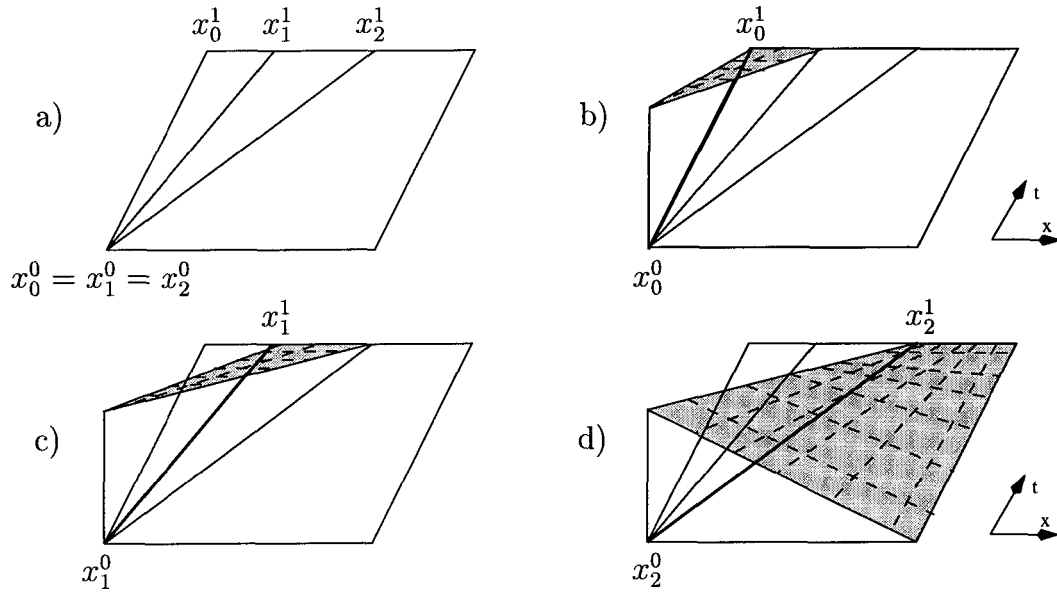 x_0^1 x_1^1 x_2^1
a)
x_0^0 = x_1^0 = x_2^0
x_0^1
b)
t
x
x_0^0
x_1^1
c)
x_1^0
x_2^1
d)
t
x
x_2^0